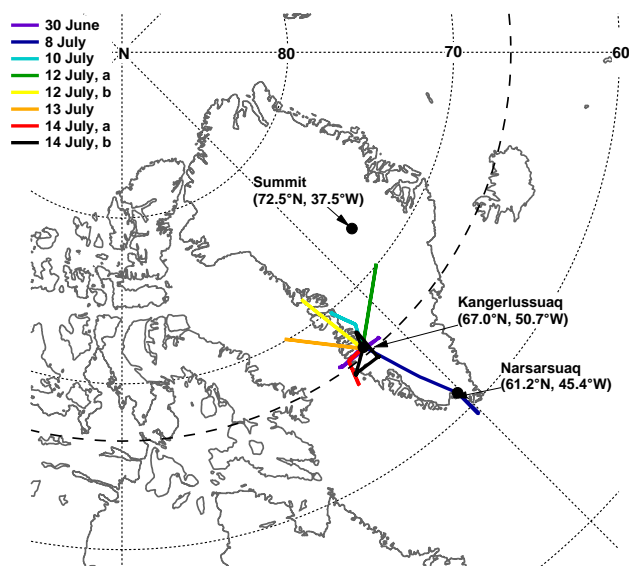 30 June
8 July
10 July
12 July, a
12 July, b
13 July
14 July, a
14 July, b
N
80
70
60
Summit
(72.5°N, 37.5°W)
Kangerlussuaq
(67.0°N, 50.7°W)
Narsarsuaq
(61.2°N, 45.4°W)